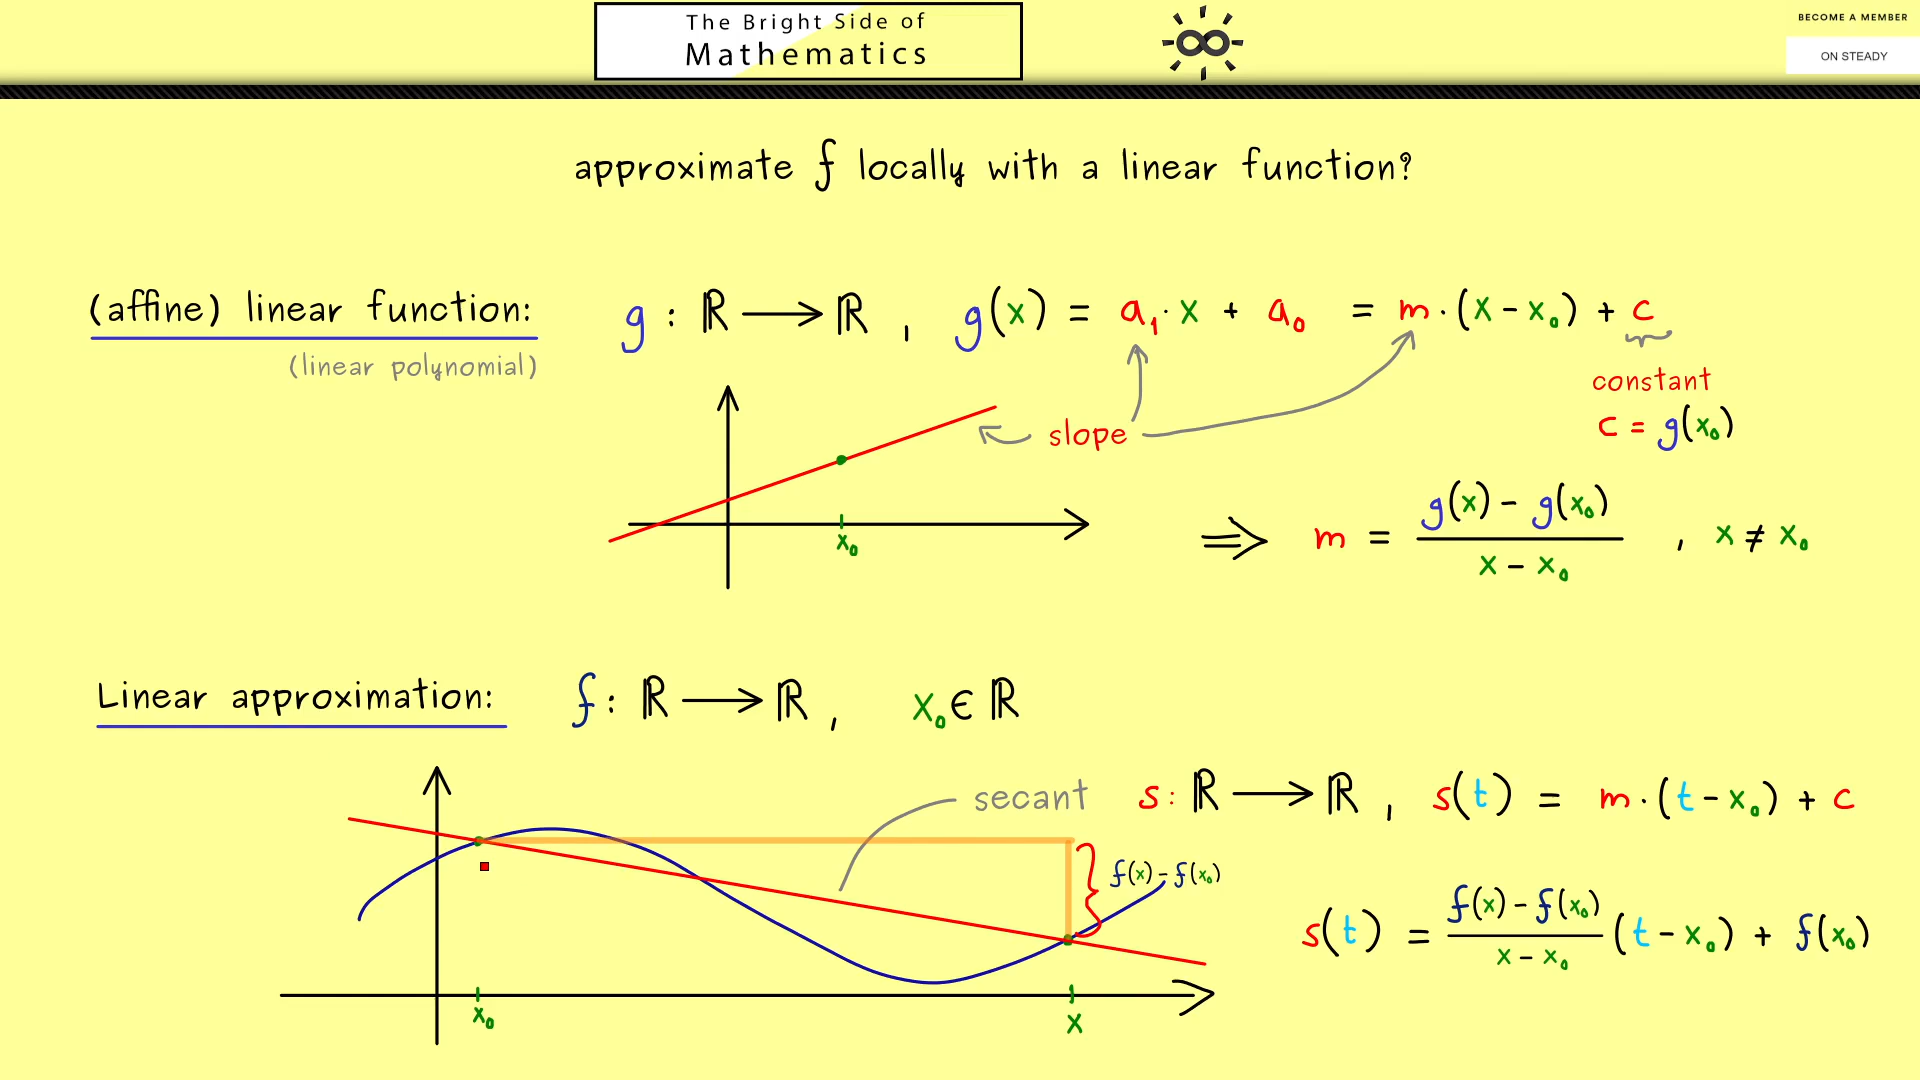 The Bright Side of
Mathematics
BECOME A MEMBER
ON STEADY
approximate f locally with a linear function?
(affine) linear function: g : ℝ ⟶ ℝ , g(x) = a₁ · x + a₀ = m · (x − x₀) + c
(linear polynomial)
constant
c = g(x₀)
slope
x₀
⇒ m = (g(x) − g(x₀)) / (x − x₀) , x ≠ x₀
Linear approximation: f : ℝ ⟶ ℝ , x₀ ∈ ℝ
secant
s : ℝ ⟶ ℝ , s(t) = m · (t − x₀) + c
f(x) − f(x₀)
s(t) = (f(x) − f(x₀)) / (x − x₀) (t − x₀) + f(x₀)
x₀
x